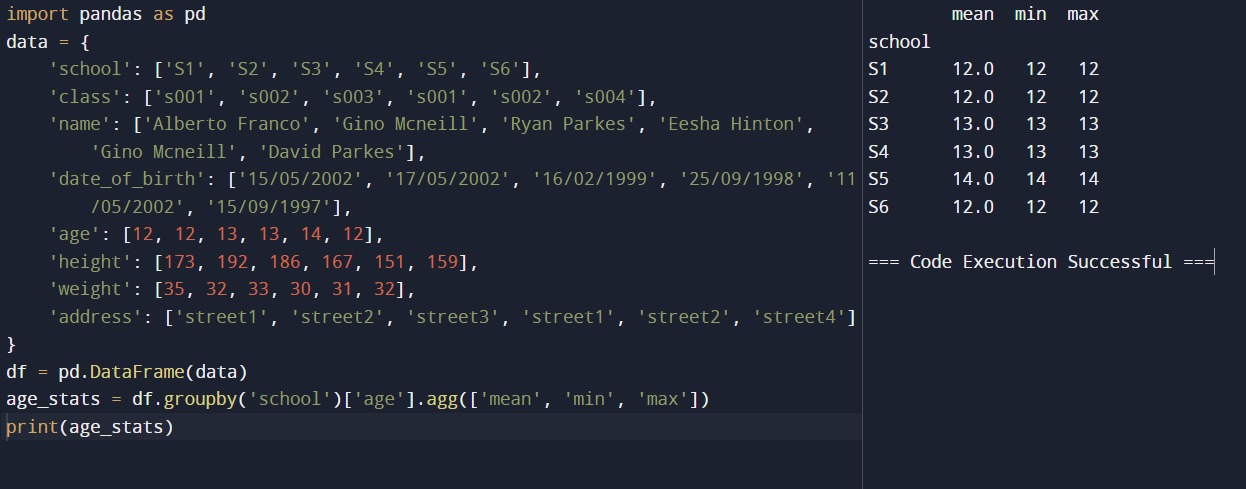 import pandas as pd
data = {
    'school': ['S1', 'S2', 'S3', 'S4', 'S5', 'S6'],
    'class': ['s001', 's002', 's003', 's001', 's002', 's004'],
    'name': ['Alberto Franco', 'Gino Mcneill', 'Ryan Parkes', 'Eesha Hinton',
        'Gino Mcneill', 'David Parkes'],
    'date_of_birth': ['15/05/2002', '17/05/2002', '16/02/1999', '25/09/1998', '11
        /05/2002', '15/09/1997'],
    'age': [12, 12, 13, 13, 14, 12],
    'height': [173, 192, 186, 167, 151, 159],
    'weight': [35, 32, 33, 30, 31, 32],
    'address': ['street1', 'street2', 'street3', 'street1', 'street2', 'street4']
}
df = pd.DataFrame(data)
age_stats = df.groupby('school')['age'].agg(['mean', 'min', 'max'])
print(age_stats)
        mean  min  max
school
S1      12.0   12   12
S2      12.0   12   12
S3      13.0   13   13
S4      13.0   13   13
S5      14.0   14   14
S6      12.0   12   12
=== Code Execution Successful ===